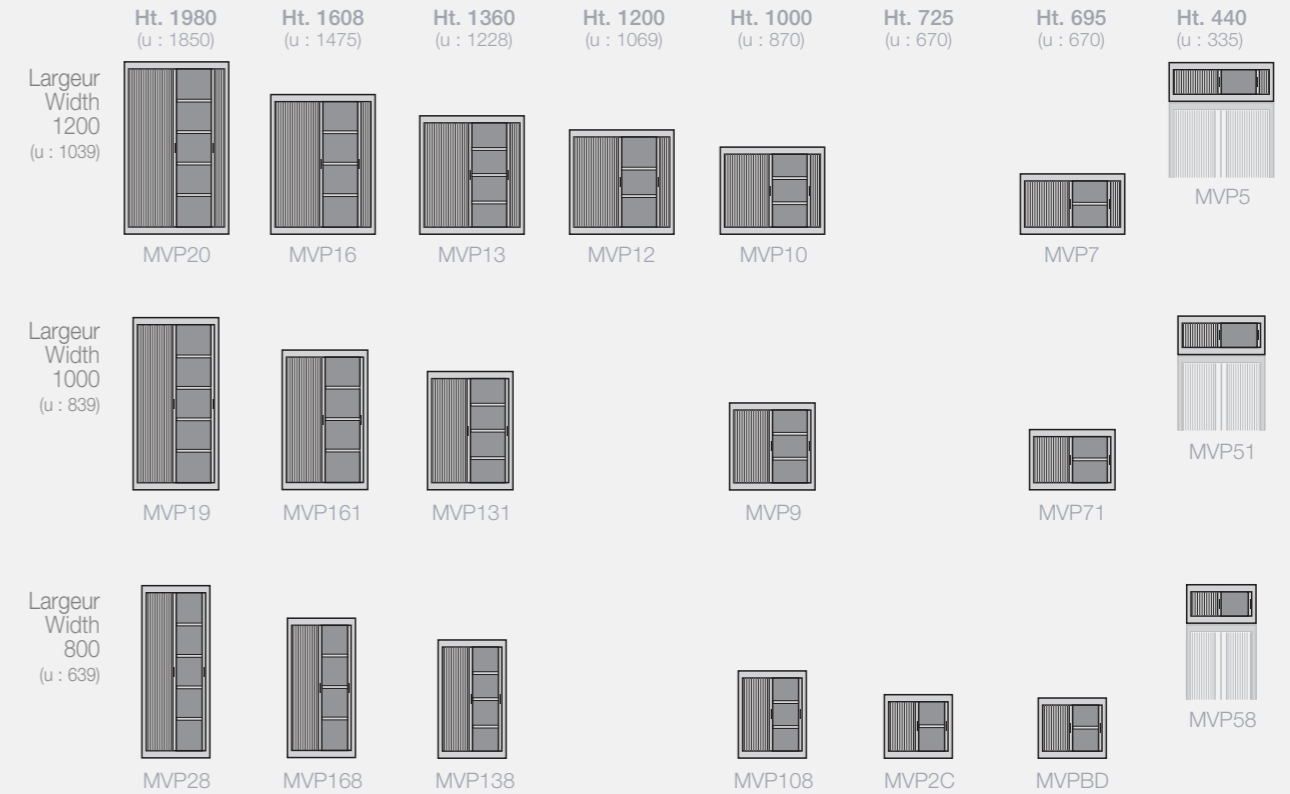 Ht. 1980 Ht. 1608 Ht. 1360 Ht. 1200 Ht. 1000 Ht. 725 Ht. 695 Ht. 440
(u : 1850) (u : 1475) (u : 1228) (u : 1069) (u : 870) (u : 670) (u : 670) (u : 335)
Largeur
Width
1200
(u : 1039)
MVP5
MVP20 MVP16 MVP13 MVP12 MVP10 MVP7
Largeur
Width
1000
(u : 839)
MVP51
MVP19 MVP161 MVP131 MVP9 MVP71
Largeur
Width
800
(u : 639)
MVP58
MVP28 MVP168 MVP138 MVP108 MVP2C MVPBD